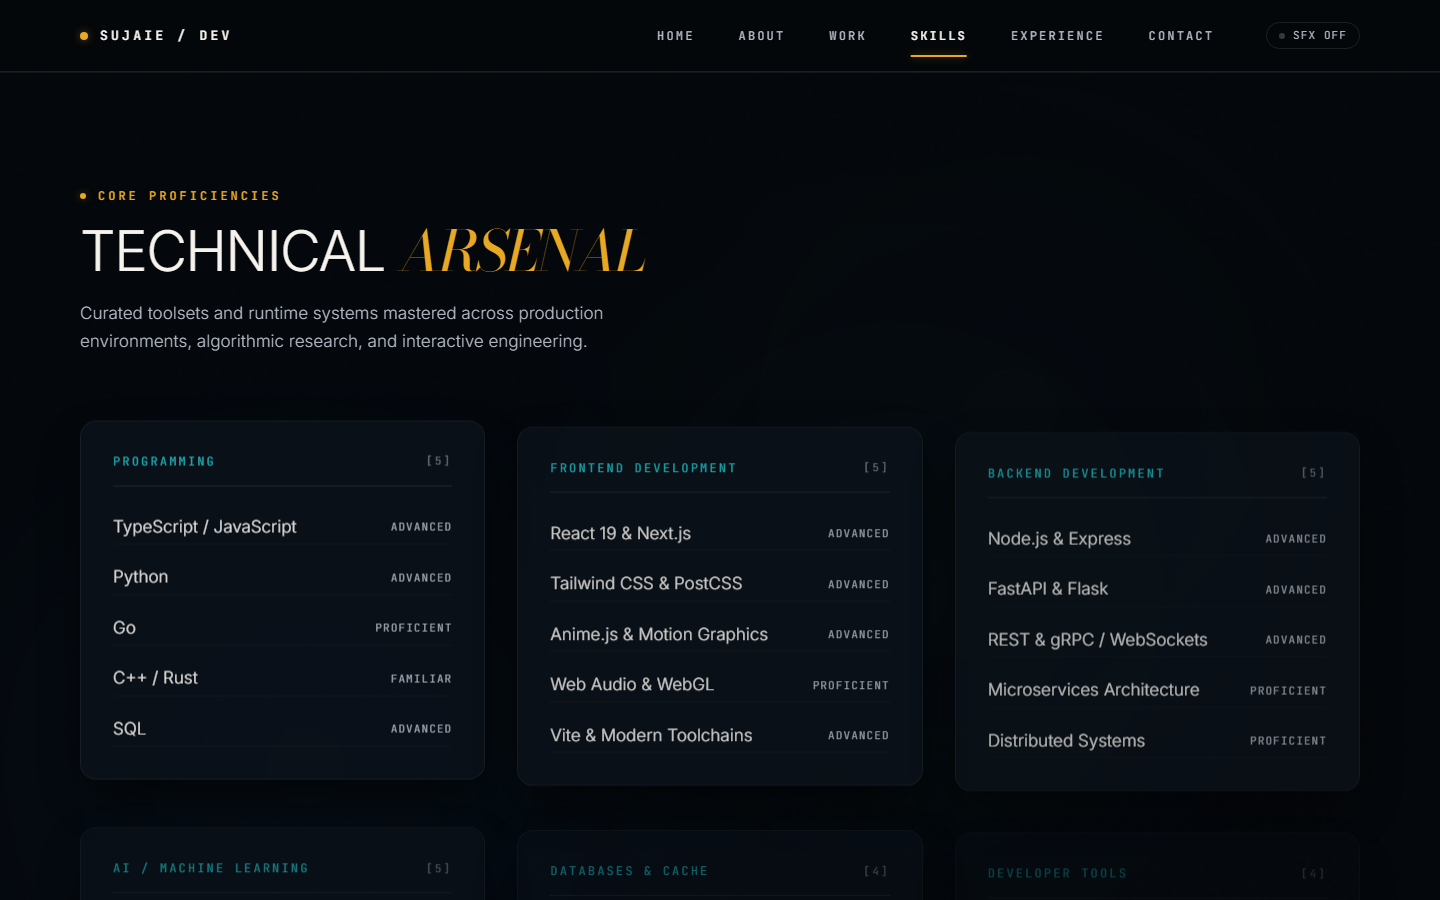 SUJAIE / DEV
HOME ABOUT WORK SKILLS EXPERIENCE CONTACT SFX OFF
CORE PROFICIENCIES
TECHNICAL ARSENAL
Curated toolsets and runtime systems mastered across production
environments, algorithmic research, and interactive engineering.
PROGRAMMING [5]
TypeScript / JavaScript ADVANCED
Python ADVANCED
Go PROFICIENT
C++ / Rust FAMILIAR
SQL ADVANCED
FRONTEND DEVELOPMENT [5]
React 19 & Next.js ADVANCED
Tailwind CSS & PostCSS ADVANCED
Anime.js & Motion Graphics ADVANCED
Web Audio & WebGL PROFICIENT
Vite & Modern Toolchains ADVANCED
BACKEND DEVELOPMENT [5]
Node.js & Express ADVANCED
FastAPI & Flask ADVANCED
REST & gRPC / WebSockets ADVANCED
Microservices Architecture PROFICIENT
Distributed Systems PROFICIENT
AI / MACHINE LEARNING [5]
DATABASES & CACHE [4]
DEVELOPER TOOLS [4]